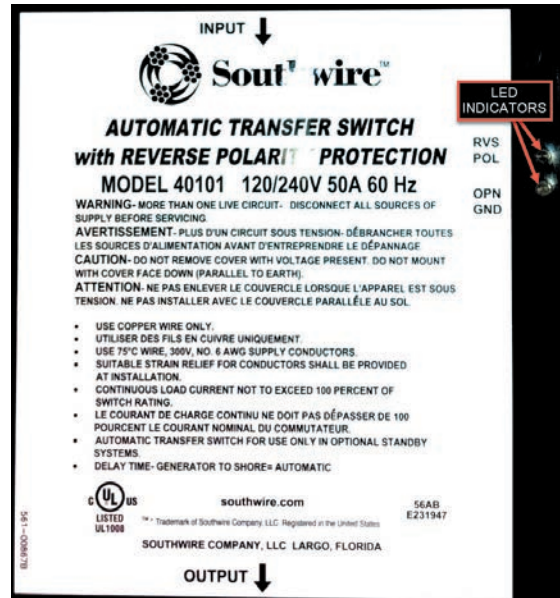 INPUT
Southwire™
LED
INDICATORS
AUTOMATIC TRANSFER SWITCH
with REVERSE POLARITY PROTECTION
RVS
POL
MODEL 40101 120/240V 50A 60 Hz
OPN
GND
WARNING- MORE THAN ONE LIVE CIRCUIT- DISCONNECT ALL SOURCES OF
SUPPLY BEFORE SERVICING.
AVERTISSEMENT- PLUS D'UN CIRCUIT SOUS TENSION- DÉBRANCHER TOUTES
LES SOURCES D'ALIMENTATION AVANT D'ENTREPRENDRE LE DÉPANNAGE
CAUTION- DO NOT REMOVE COVER WITH VOLTAGE PRESENT. DO NOT MOUNT
WITH COVER FACE DOWN (PARALLEL TO EARTH).
ATTENTION- NE PAS ENLEVER LE COUVERCLE LORSQUE L'APPAREIL EST SOUS
TENSION. NE PAS INSTALLER AVEC LE COUVERCLE PARALLÈLE AU SOL.
• USE COPPER WIRE ONLY.
• UTILISER DES FILS EN CUIVRE UNIQUEMENT.
• USE 75°C WIRE, 300V, NO. 6 AWG SUPPLY CONDUCTORS.
• SUITABLE STRAIN RELIEF FOR CONDUCTORS SHALL BE PROVIDED
AT INSTALLATION.
• CONTINUOUS LOAD CURRENT NOT TO EXCEED 100 PERCENT OF
SWITCH RATING.
• LE COURANT DE CHARGE CONTINU NE DOIT PAS DÉPASSER DE 100
POURCENT LE COURANT NOMINAL DU COMMUTATEUR.
• AUTOMATIC TRANSFER SWITCH FOR USE ONLY IN OPTIONAL STANDBY
SYSTEMS.
• DELAY TIME- GENERATOR TO SHORE= AUTOMATIC
C UL US
LISTED
UL1008
southwire.com
56AB
E231947
™ - Trademark of Southwire Company, LLC. Registered in the United States
561-00867B
SOUTHWIRE COMPANY, LLC LARGO, FLORIDA
OUTPUT